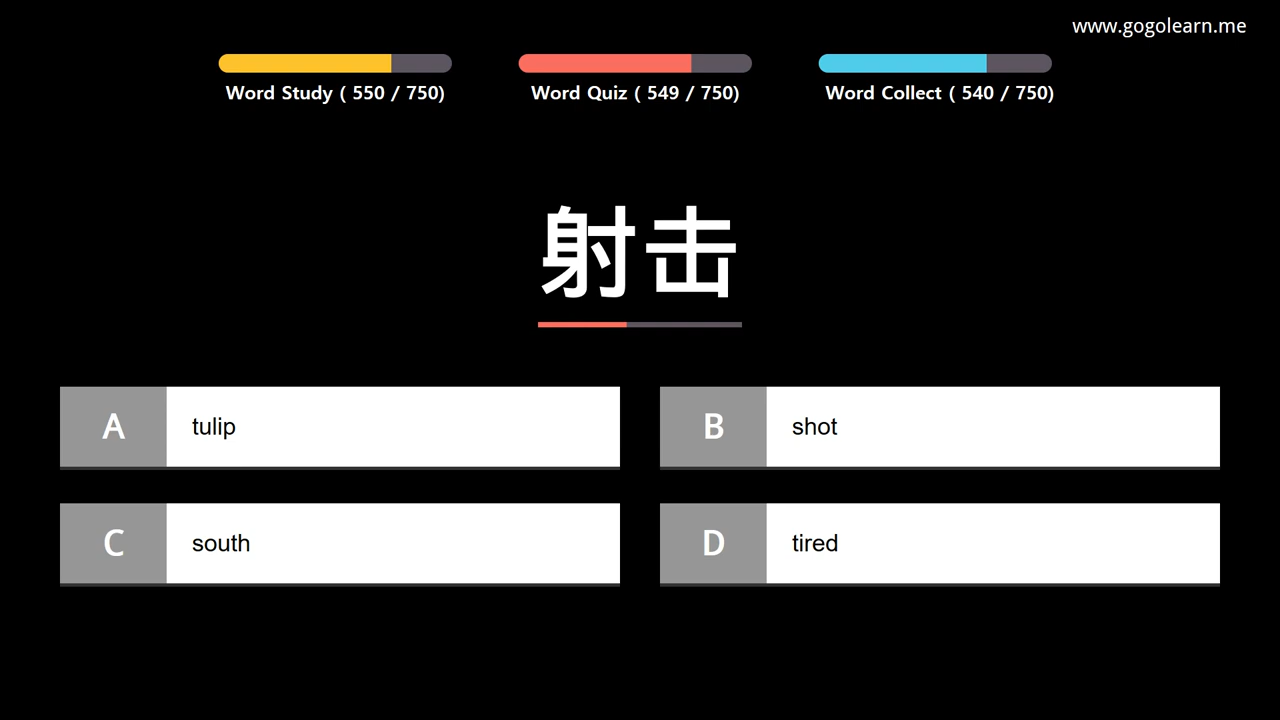 www.gogolearn.me
Word Study ( 550 / 750)
Word Quiz ( 549 / 750)
Word Collect ( 540 / 750)
射击
A tulip
B shot
C south
D tired